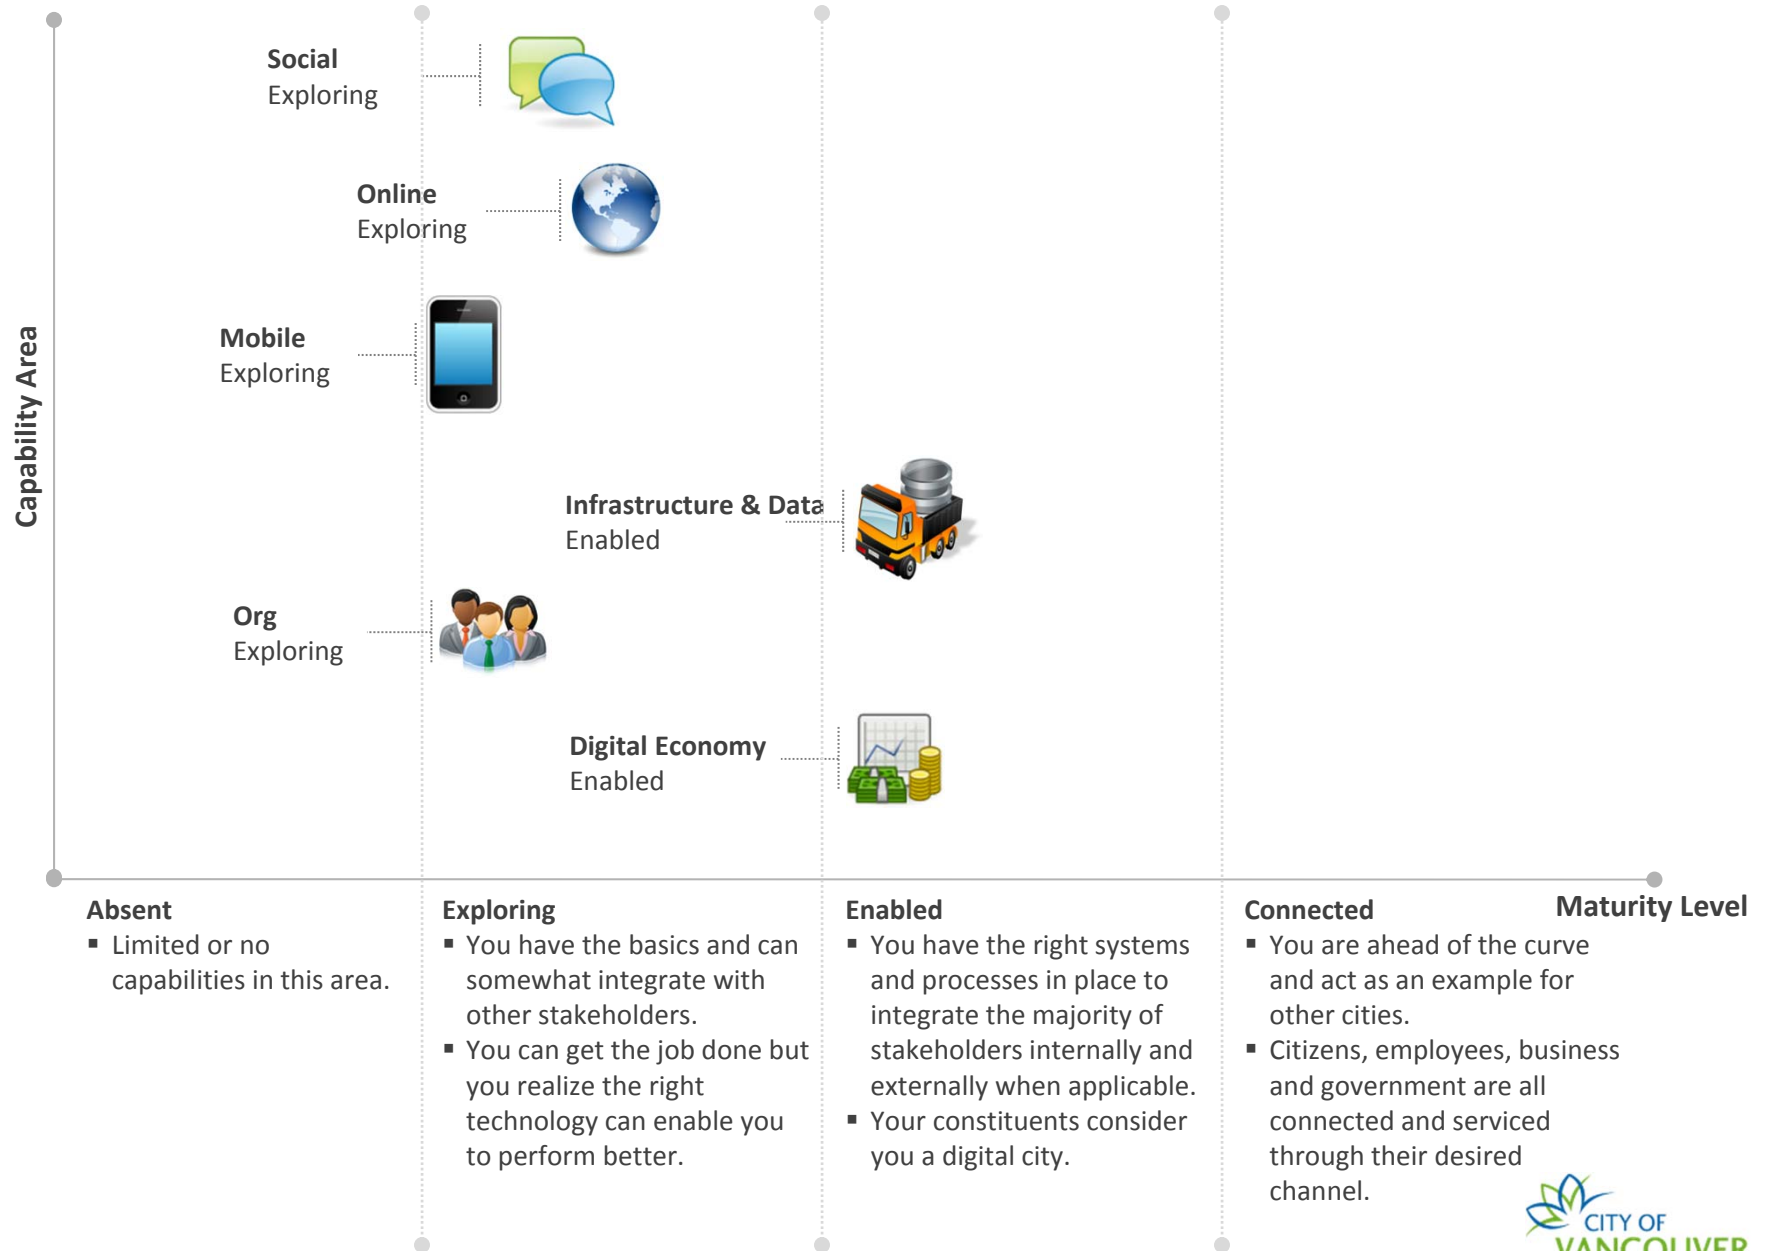 Social
Exploring
Online
Exploring
Mobile
Exploring
Capability Area
Infrastructure & Data
Enabled
Org
Exploring
Digital Economy
Enabled
Maturity Level
Absent
▪ Limited or no
capabilities in this area.
Exploring
▪ You have the basics and can
somewhat integrate with
other stakeholders.
▪ You can get the job done but
you realize the right
technology can enable you
to perform better.
Enabled
▪ You have the right systems
and processes in place to
integrate the majority of
stakeholders internally and
externally when applicable.
▪ Your constituents consider
you a digital city.
Connected
▪ You are ahead of the curve
and act as an example for
other cities.
▪ Citizens, employees, business
and government are all
connected and serviced
through their desired
channel.
CITY OF
VANCOUVER